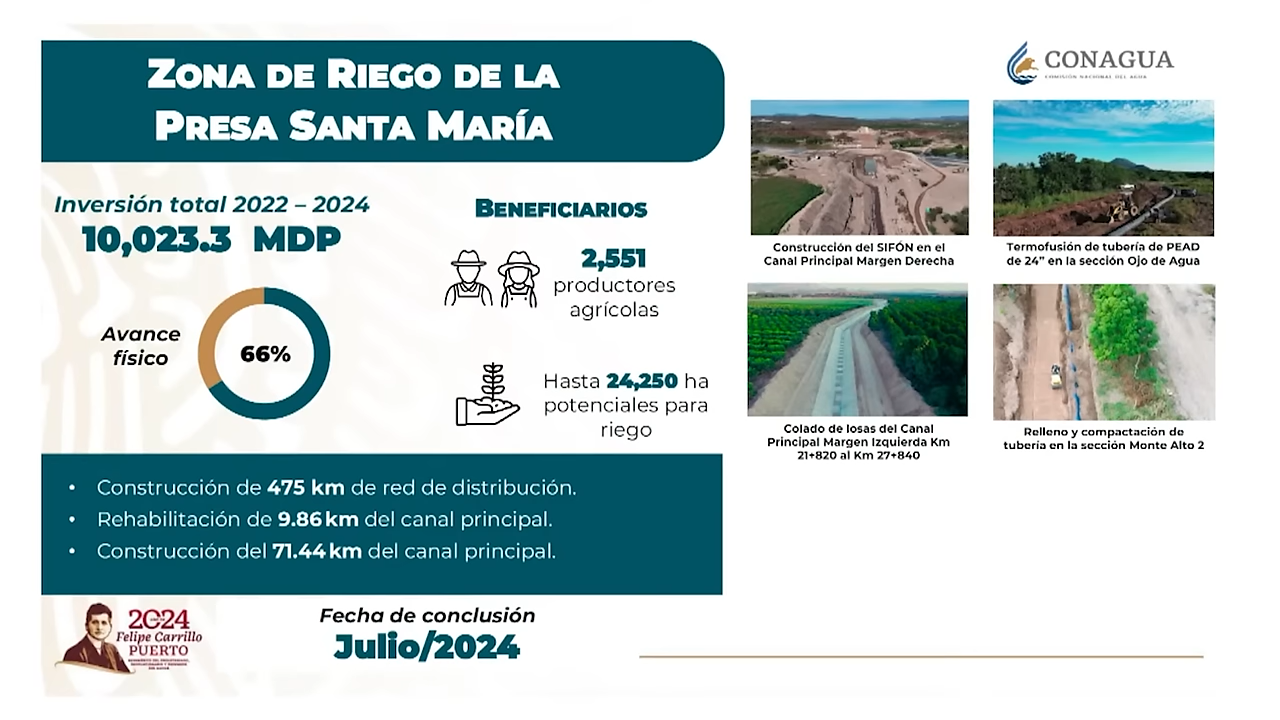 ZONA DE RIEGO DE LA
PRESA SANTA MARÍA
Inversión total 2022 – 2024
10,023.3 MDP
Avance
físico
66%
BENEFICIARIOS
2,551
productores
agrícolas
Hasta 24,250 ha
potenciales para
riego
• Construcción de 475 km de red de distribución.
• Rehabilitación de 9.86 km del canal principal.
• Construcción del 71.44 km del canal principal.
2024
Felipe Carrillo
PUERTO
Fecha de conclusión
Julio/2024
CONAGUA
COMISIÓN NACIONAL DEL AGUA
Construcción del SIFÓN en el
Canal Principal Margen Derecha
Termofusión de tubería de PEAD
de 24” en la sección Ojo de Agua
Colado de losas del Canal
Principal Margen Izquierda Km
21+820 al Km 27+840
Relleno y compactación de
tubería en la sección Monte Alto 2